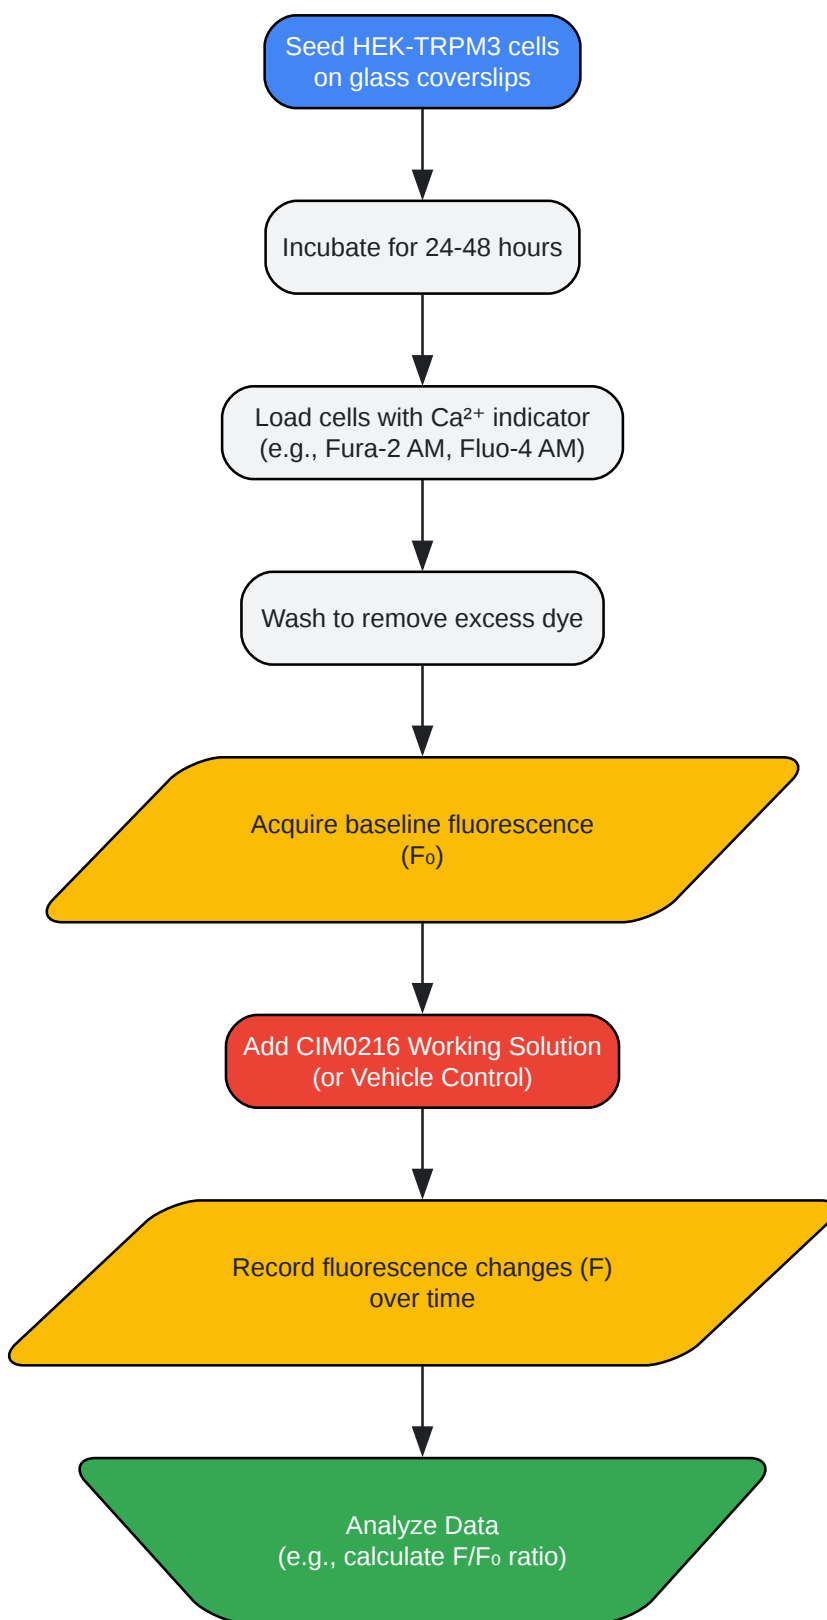 Seed HEK-TRPM3 cells
on glass coverslips
Incubate for 24-48 hours
Load cells with Ca²⁺ indicator
(e.g., Fura-2 AM, Fluo-4 AM)
Wash to remove excess dye
Acquire baseline fluorescence
(F₀)
Add CIM0216 Working Solution
(or Vehicle Control)
Record fluorescence changes (F)
over time
Analyze Data
(e.g., calculate F/F₀ ratio)